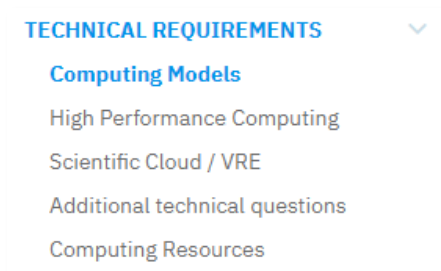 TECHNICAL REQUIREMENTS
Computing Models
High Performance Computing
Scientific Cloud / VRE
Additional technical questions
Computing Resources